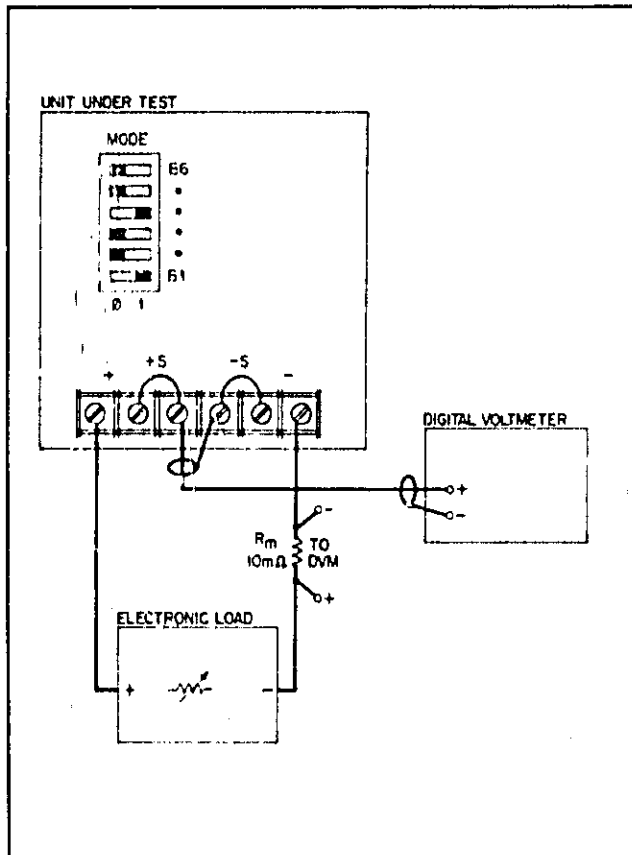 UNIT UNDER TEST
MODE
B6
B1
0 1
+ +S -S -
DIGITAL VOLTMETER
+
-
-
Rm TO
10mΩ DVM
+
ELECTRONIC LOAD
+ -